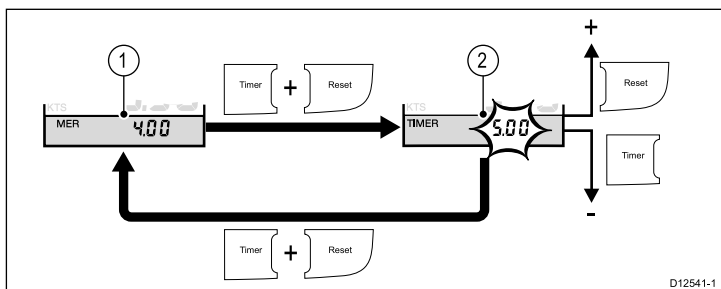 1
2
+
Timer + Reset
Reset
KTS
KTS
MER 4.00
TIMER 5.00
Timer
-
Timer + Reset
D12541-1